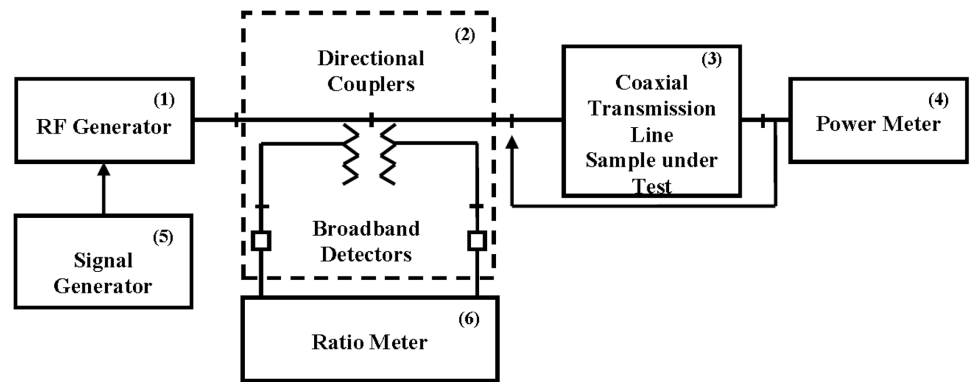 (1)
RF Generator
(2)
Directional
Couplers
(3)
Coaxial
Transmission
Line
Sample under
Test
(4)
Power Meter
(5)
Signal
Generator
Broadband
Detectors
(6)
Ratio Meter